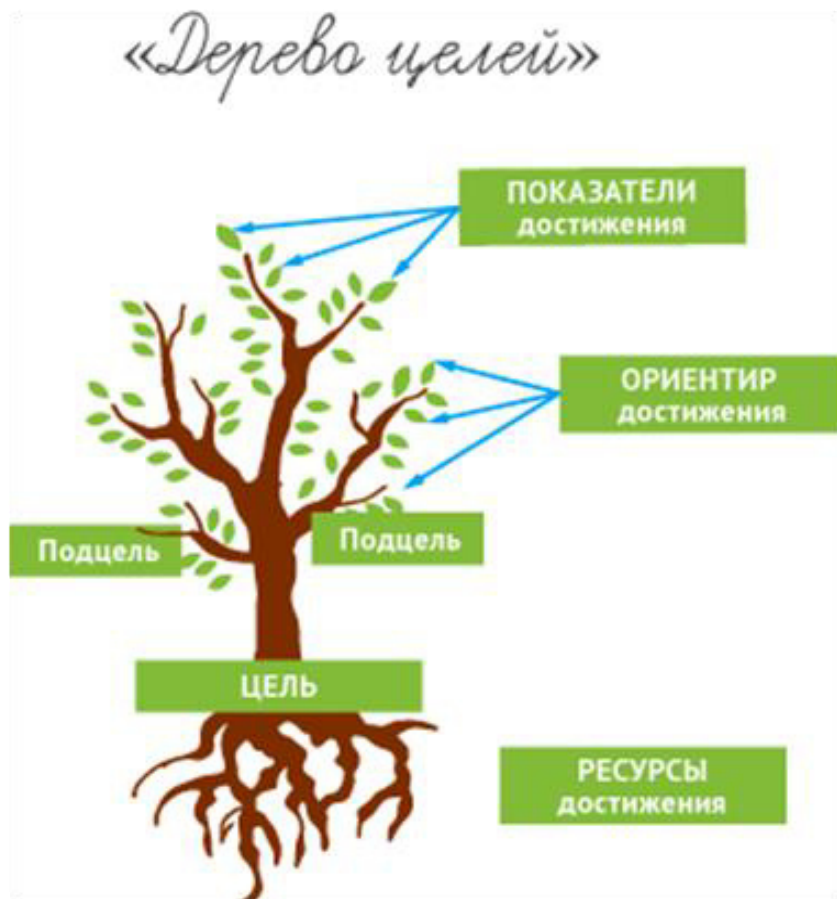 «Дерево целей»
ПОКАЗАТЕЛИ
достижения
ОРИЕНТИР
достижения
Подцель
Подцель
ЦЕЛЬ
РЕСУРСЫ
достижения